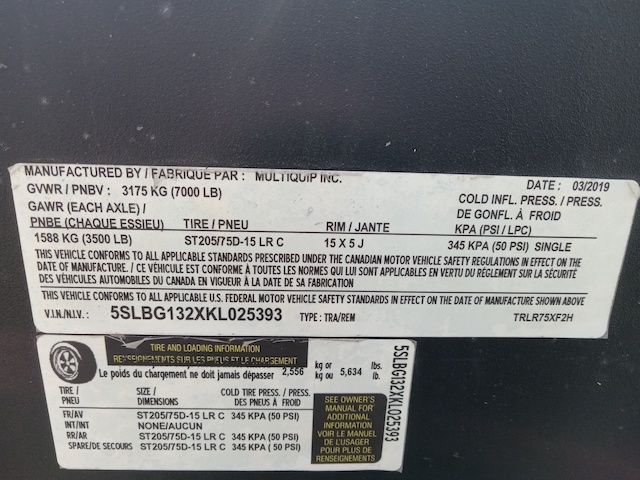 MANUFACTURED BY / FABRIQUE PAR : MULTIQUIP INC. DATE : 03/2019
GVWR / PNBV : 3175 KG (7000 LB)
GAWR (EACH AXLE) / COLD INFL. PRESS. / PRESS.
PNBE (CHAQUE ESSIEU) TIRE / PNEU RIM / JANTE DE GONFL. À FROID
KPA (PSI / LPC)
1588 KG (3500 LB) ST205/75D-15 LR C 15 X 5 J 345 KPA (50 PSI) SINGLE
THIS VEHICLE CONFORMS TO ALL APPLICABLE STANDARDS PRESCRIBED UNDER THE CANADIAN MOTOR VEHICLE SAFETY REGULATIONS IN EFFECT ON THE
DATE OF MANUFACTURE. / CE VÉHICULE EST CONFORME À TOUTES LES NORMES QUI LUI SONT APPLICABLES EN VERTU DU RÈGLEMENT SUR LA SÉCURITÉ
DES VÉHICULES AUTOMOBILES DU CANADA EN VIGUEUR À LA DATE DE SA FABRICATION
THIS VEHICLE CONFORMS TO ALL APPLICABLE U.S. FEDERAL MOTOR VEHICLE SAFETY STANDARDS IN EFFECT ON THE DATE OF MANUFACTURE
V.I.N./N.I.V. : 5SLBG132XKL025393 TYPE : TRA/REM TRLR75XF2H
TIRE AND LOADING INFORMATION
RENSEIGNEMENTS SUR LES PNEUS ET LE CHARGEMENT
Le poids du chargement ne doit jamais dépasser 2,556 kg or kg ou 5,634 lbs. lb.
TIRE / PNEU SIZE / DIMENSIONS COLD TIRE PRESS. / DES PNEUS À FROID
FR/AV ST205/75D-15 LR C 345 KPA (50 PSI)
INT/INT NONE/AUCUN
RR/AR ST205/75D-15 LR C 345 KPA (50 PSI)
SPARE/DE SECOURS ST205/75D-15 LR C 345 KPA (50 PSI)
SEE OWNER'S
MANUAL FOR
ADDITIONAL
INFORMATION
VOIR LE MANUEL
DE L'USAGER
POUR PLUS DE
RENSEIGNEMENTS
5SLBG132XKL025393